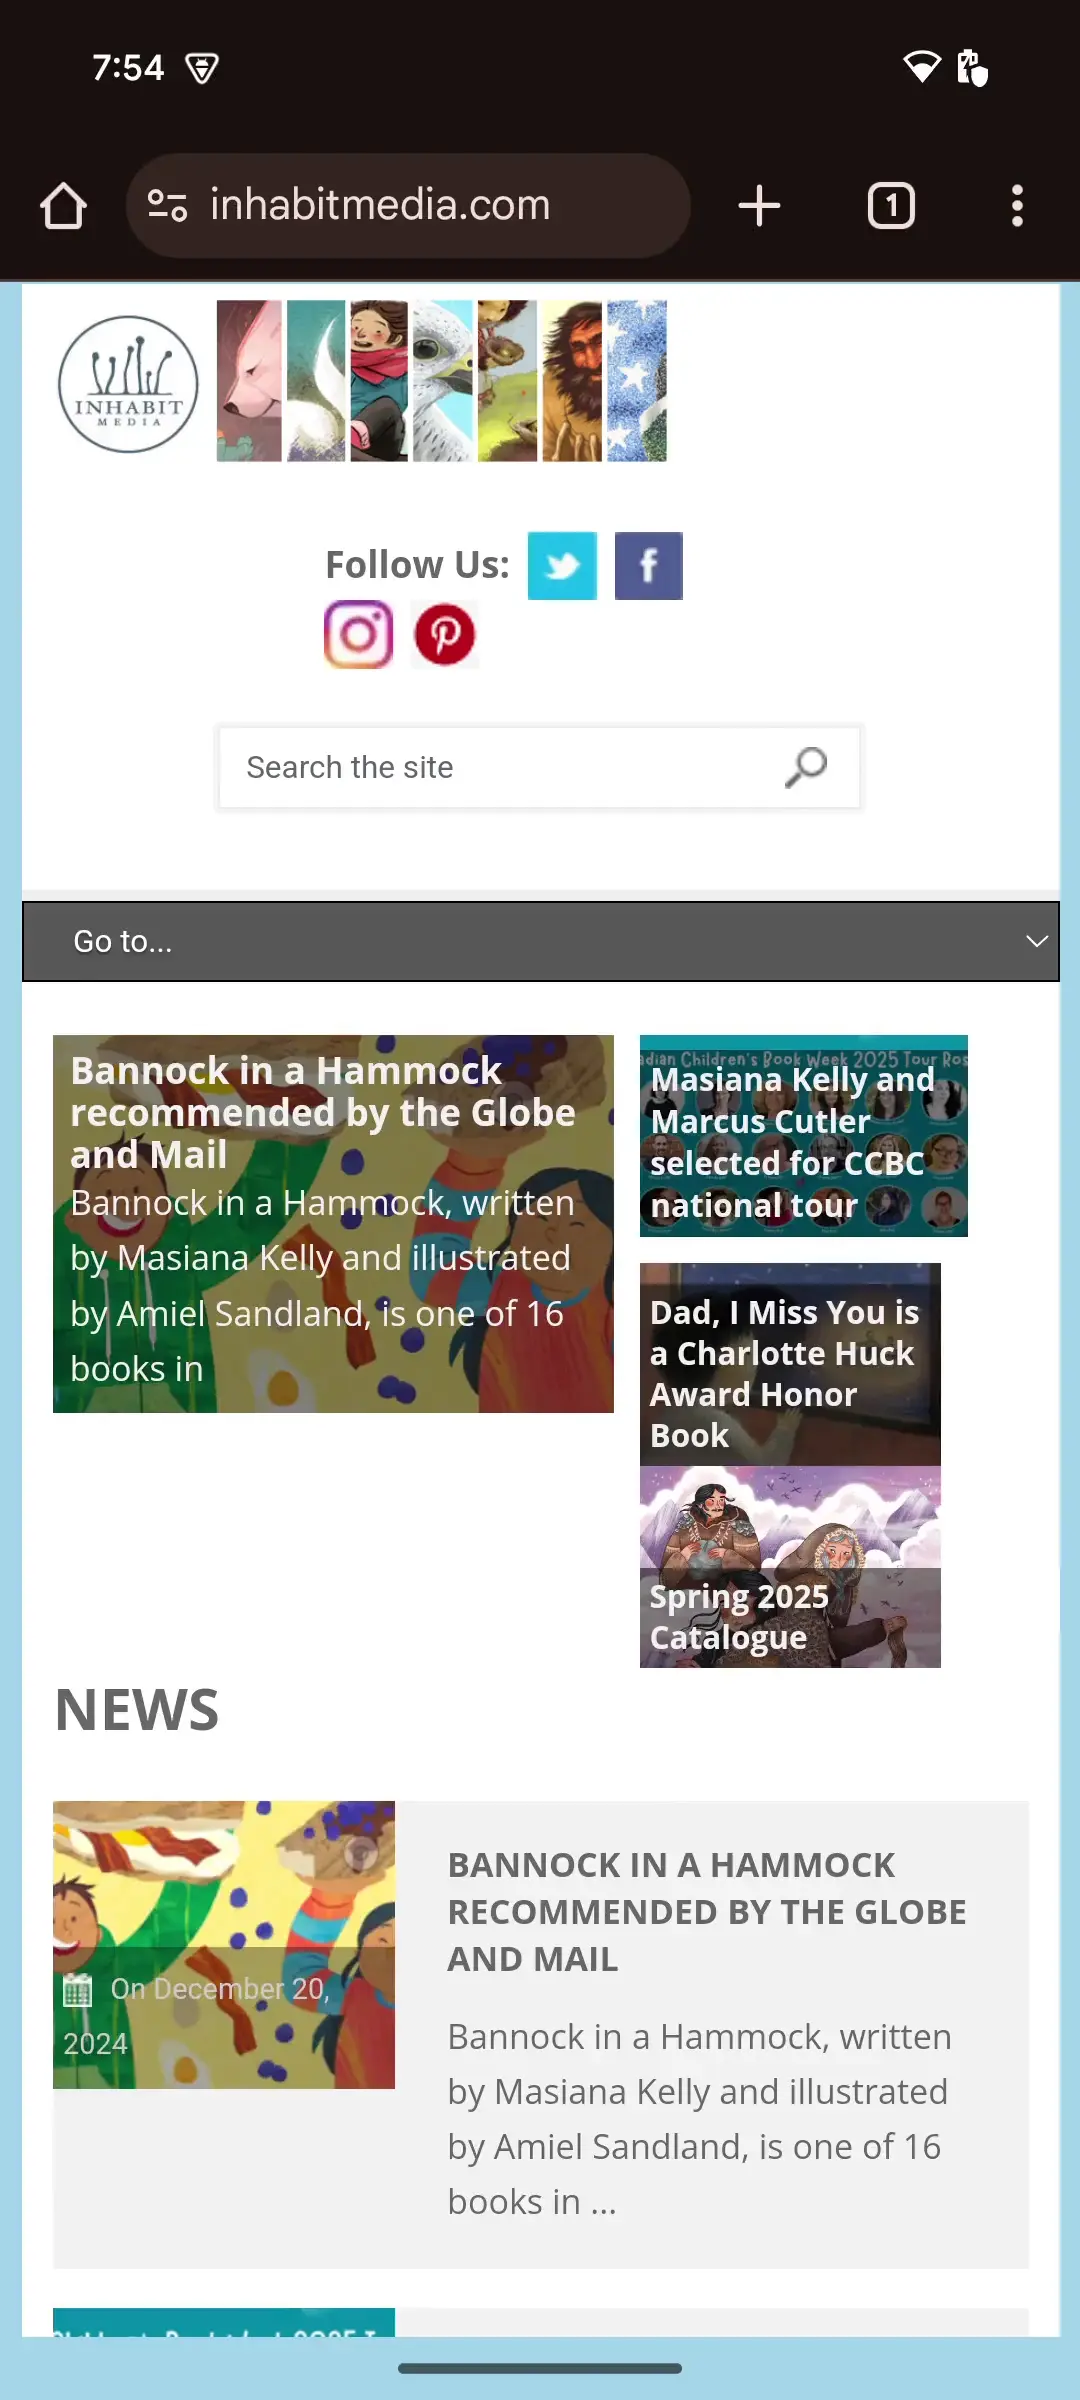 7:54
inhabitmedia.com
1
INHABIT
MEDIA
Follow Us:
Search the site
Go to...
Bannock in a Hammock
recommended by the Globe
and Mail
Bannock in a Hammock, written
by Masiana Kelly and illustrated
by Amiel Sandland, is one of 16
books in
dian Children's Book Week 2025 Tour Ros
Masiana Kelly and
Marcus Cutler
selected for CCBC
national tour
Dad, I Miss You is
a Charlotte Huck
Award Honor
Book
Spring 2025
Catalogue
NEWS
On December 20,
2024
BANNOCK IN A HAMMOCK
RECOMMENDED BY THE GLOBE
AND MAIL
Bannock in a Hammock, written
by Masiana Kelly and illustrated
by Amiel Sandland, is one of 16
books in ...